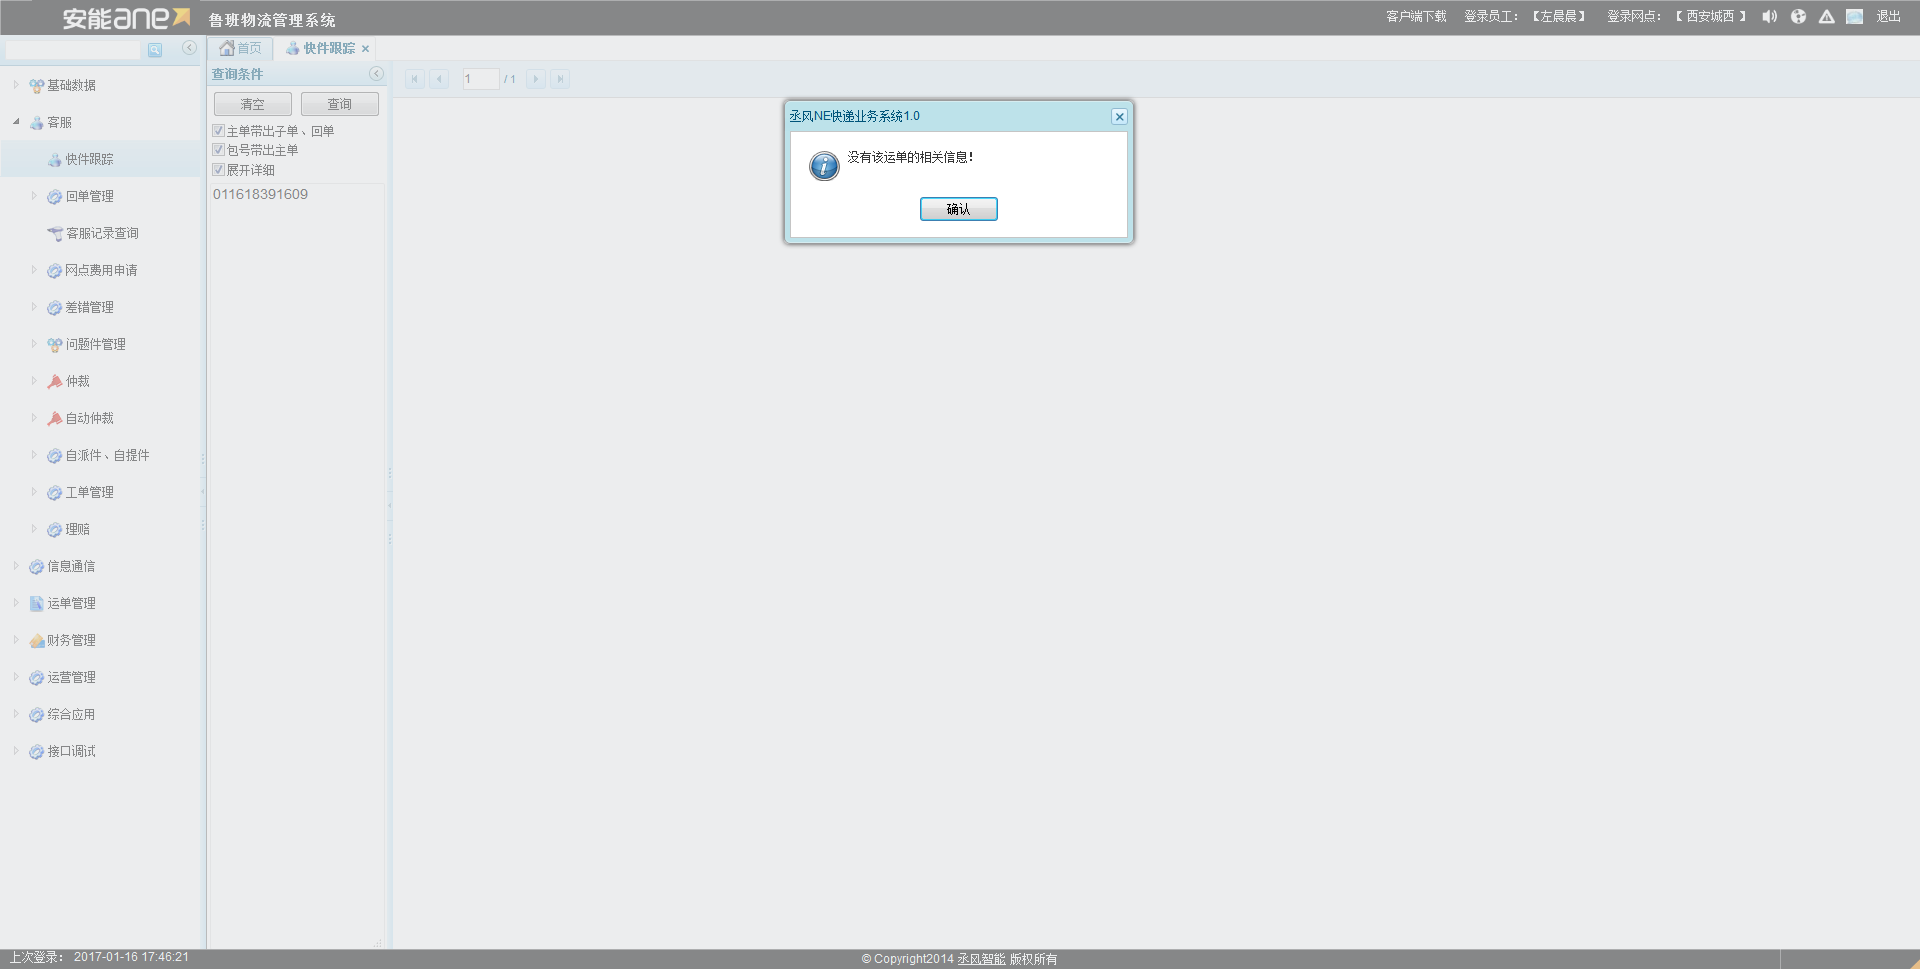 安能ane 鲁班物流管理系统 客户端下载 登录员工：【左晨晨】 登录网点：【 西安城西 】 退出
首页 快件跟踪
基础数据
客服
快件跟踪
回单管理
客服记录查询
网点费用申请
差错管理
问题件管理
仲裁
自动仲裁
自派件、自提件
工单管理
理赔
信息通信
运单管理
财务管理
运营管理
综合应用
接口调试
查询条件
清空 查询
主单带出子单、回单
包号带出主单
展开详细
011618391609
1 / 1
丞风NE快递业务系统1.0
没有该运单的相关信息！
确认
上次登录： 2017-01-16 17:46:21
© Copyright2014 丞风智能 版权所有